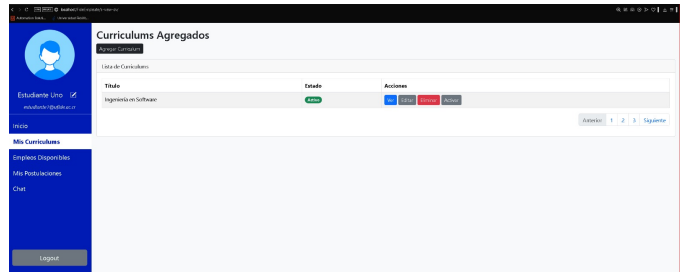 Curriculums Agregados
Agregar Curriculum
Lista de Curriculums
Título Estado Acciones
Ingenieria en Software Activo Ver Editar Eliminar Activar
Anterior 1 2 3 Siguiente
Estudiante Uno
Inicio
Mis Curriculums
Empleos Disponibles
Mis Postulaciones
Chat
Logout